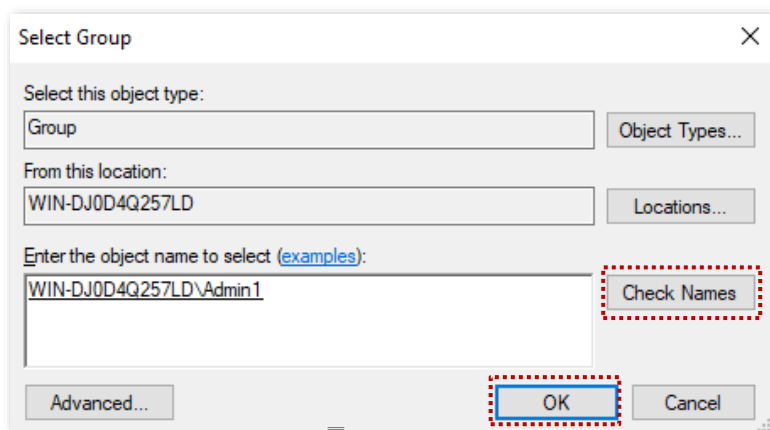 Select Group
Select this object type:
Group
Object Types...
From this location:
WIN-DJ0D4Q257LD
Locations...
Enter the object name to select (examples):
WIN-DJ0D4Q257LD\Admin1
Check Names
Advanced...
OK
Cancel